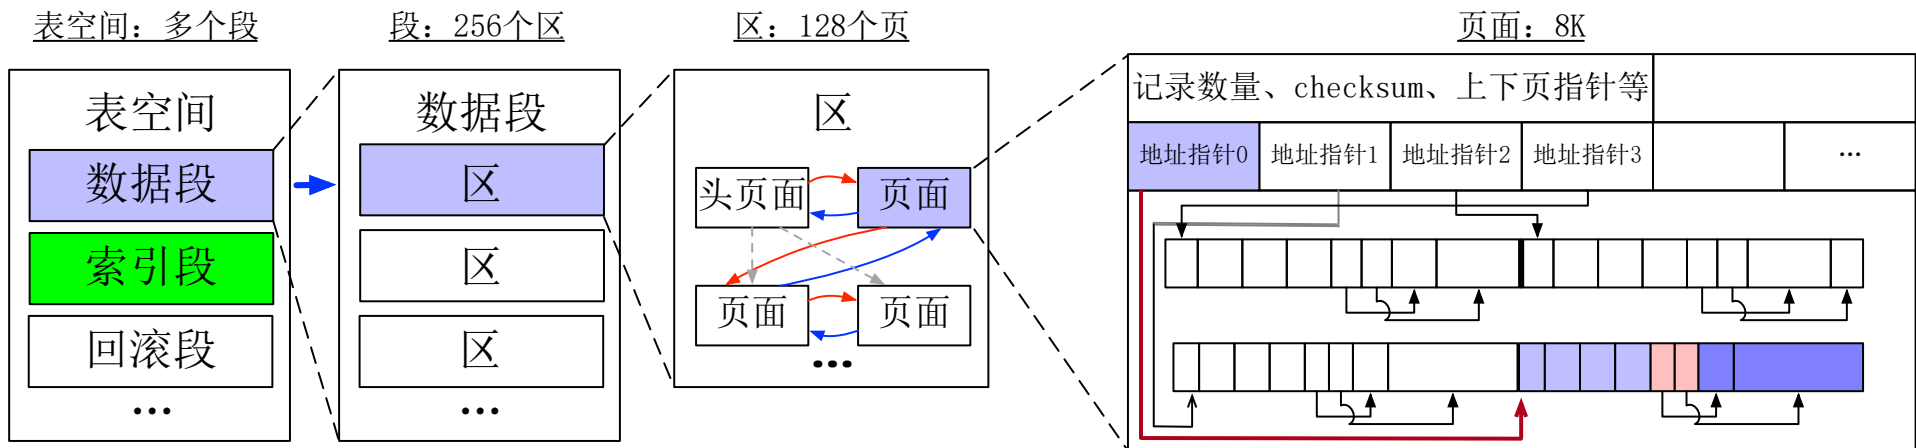 表空间：多个段
段：256个区
区：128个页
页面：8K
表空间
数据段
索引段
回滚段
...
数据段
区
区
区
...
区
头页面
页面
页面
页面
...
记录数量、checksum、上下页指针等
地址指针0
地址指针1
地址指针2
地址指针3
...